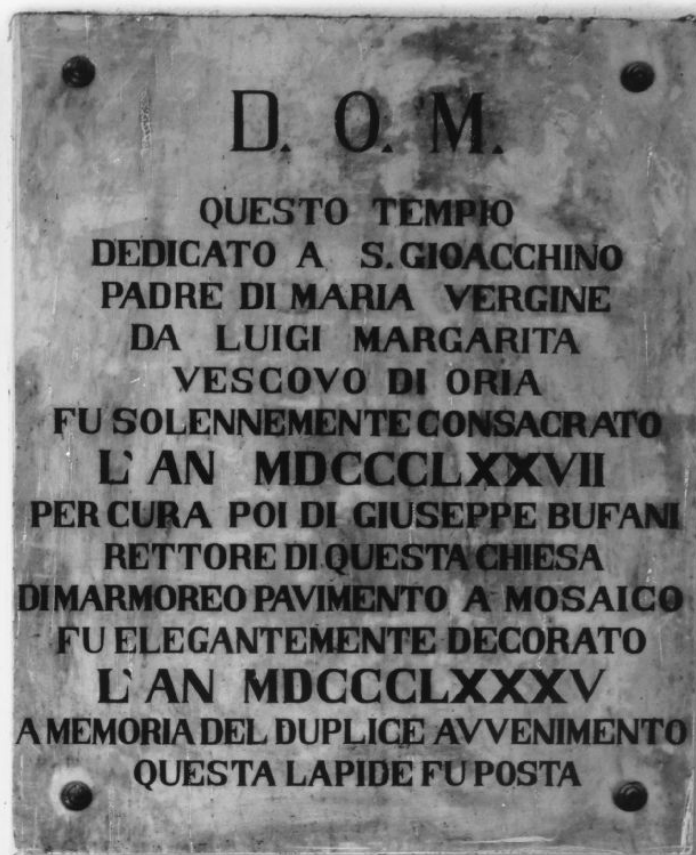 D. O. M.
QUESTO TEMPIO
DEDICATO A S. GIOACCHINO
PADRE DI MARIA VERGINE
DA LUIGI MARGARITA
VESCOVO DI ORIA
FU SOLENNEMENTE CONSACRATO
L' AN MDCCCLXXVII
PER CURA POI DI GIUSEPPE BUFANI
RETTORE DI QUESTA CHIESA
DI MARMOREO PAVIMENTO A MOSAICO
FU ELEGANTEMENTE DECORATO
L' AN MDCCCLXXXV
A MEMORIA DEL DUPLICE AVVENIMENTO
QUESTA LAPIDE FU POSTA